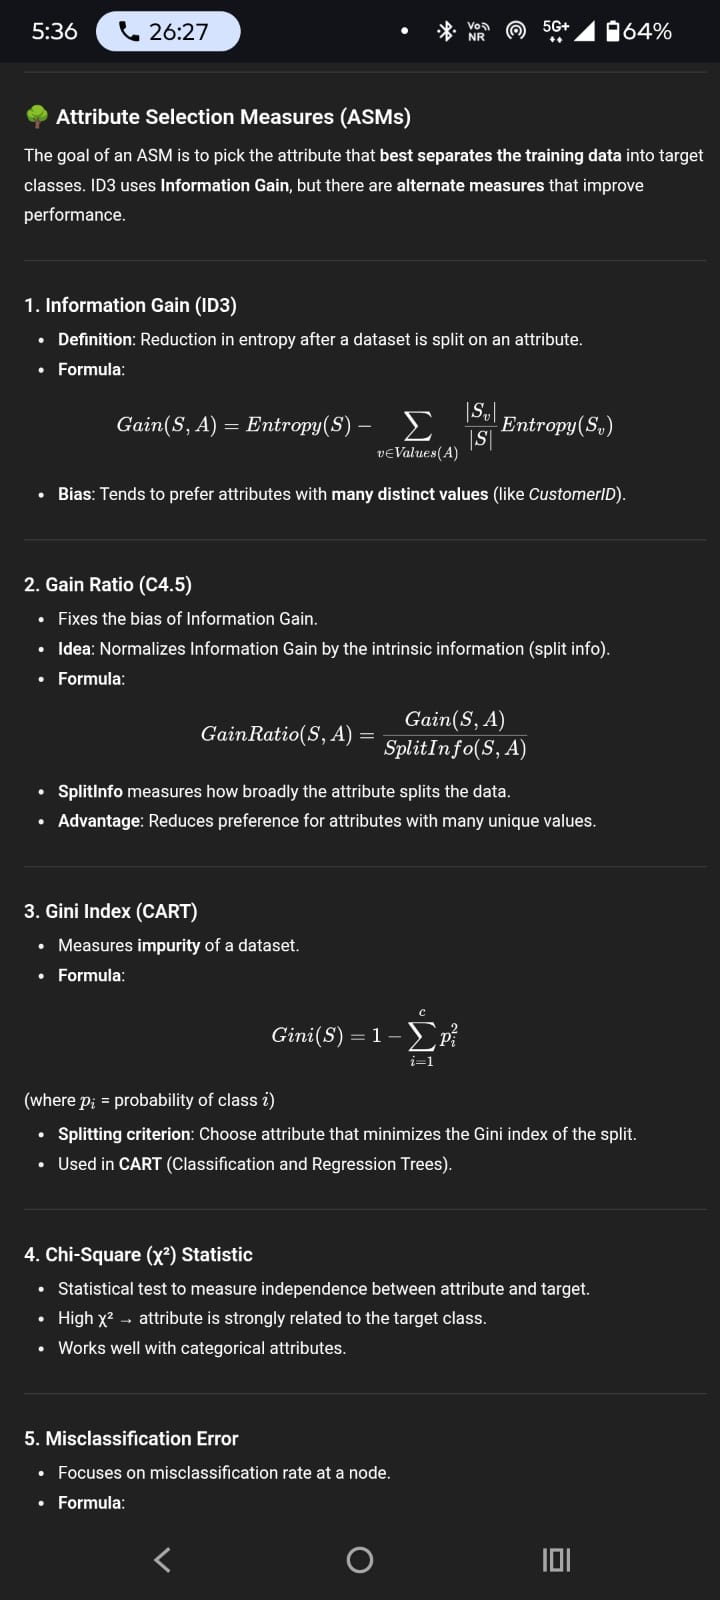 5:36 26:27 VoNR 5G+ 64%
🌳 Attribute Selection Measures (ASMs)
The goal of an ASM is to pick the attribute that best separates the training data into target
classes. ID3 uses Information Gain, but there are alternate measures that improve
performance.
1. Information Gain (ID3)
• Definition: Reduction in entropy after a dataset is split on an attribute.
• Formula:
Gain(S, A) = Entropy(S) − ∑_{v∈Values(A)} |S_v|/|S| Entropy(S_v)
• Bias: Tends to prefer attributes with many distinct values (like CustomerID).
2. Gain Ratio (C4.5)
• Fixes the bias of Information Gain.
• Idea: Normalizes Information Gain by the intrinsic information (split info).
• Formula:
GainRatio(S, A) = Gain(S, A)/SplitInfo(S, A)
• SplitInfo measures how broadly the attribute splits the data.
• Advantage: Reduces preference for attributes with many unique values.
3. Gini Index (CART)
• Measures impurity of a dataset.
• Formula:
Gini(S) = 1 − ∑_{i=1}^{c} p_i^2
(where p_i = probability of class i)
• Splitting criterion: Choose attribute that minimizes the Gini index of the split.
• Used in CART (Classification and Regression Trees).
4. Chi-Square (χ²) Statistic
• Statistical test to measure independence between attribute and target.
• High χ² → attribute is strongly related to the target class.
• Works well with categorical attributes.
5. Misclassification Error
• Focuses on misclassification rate at a node.
• Formula: